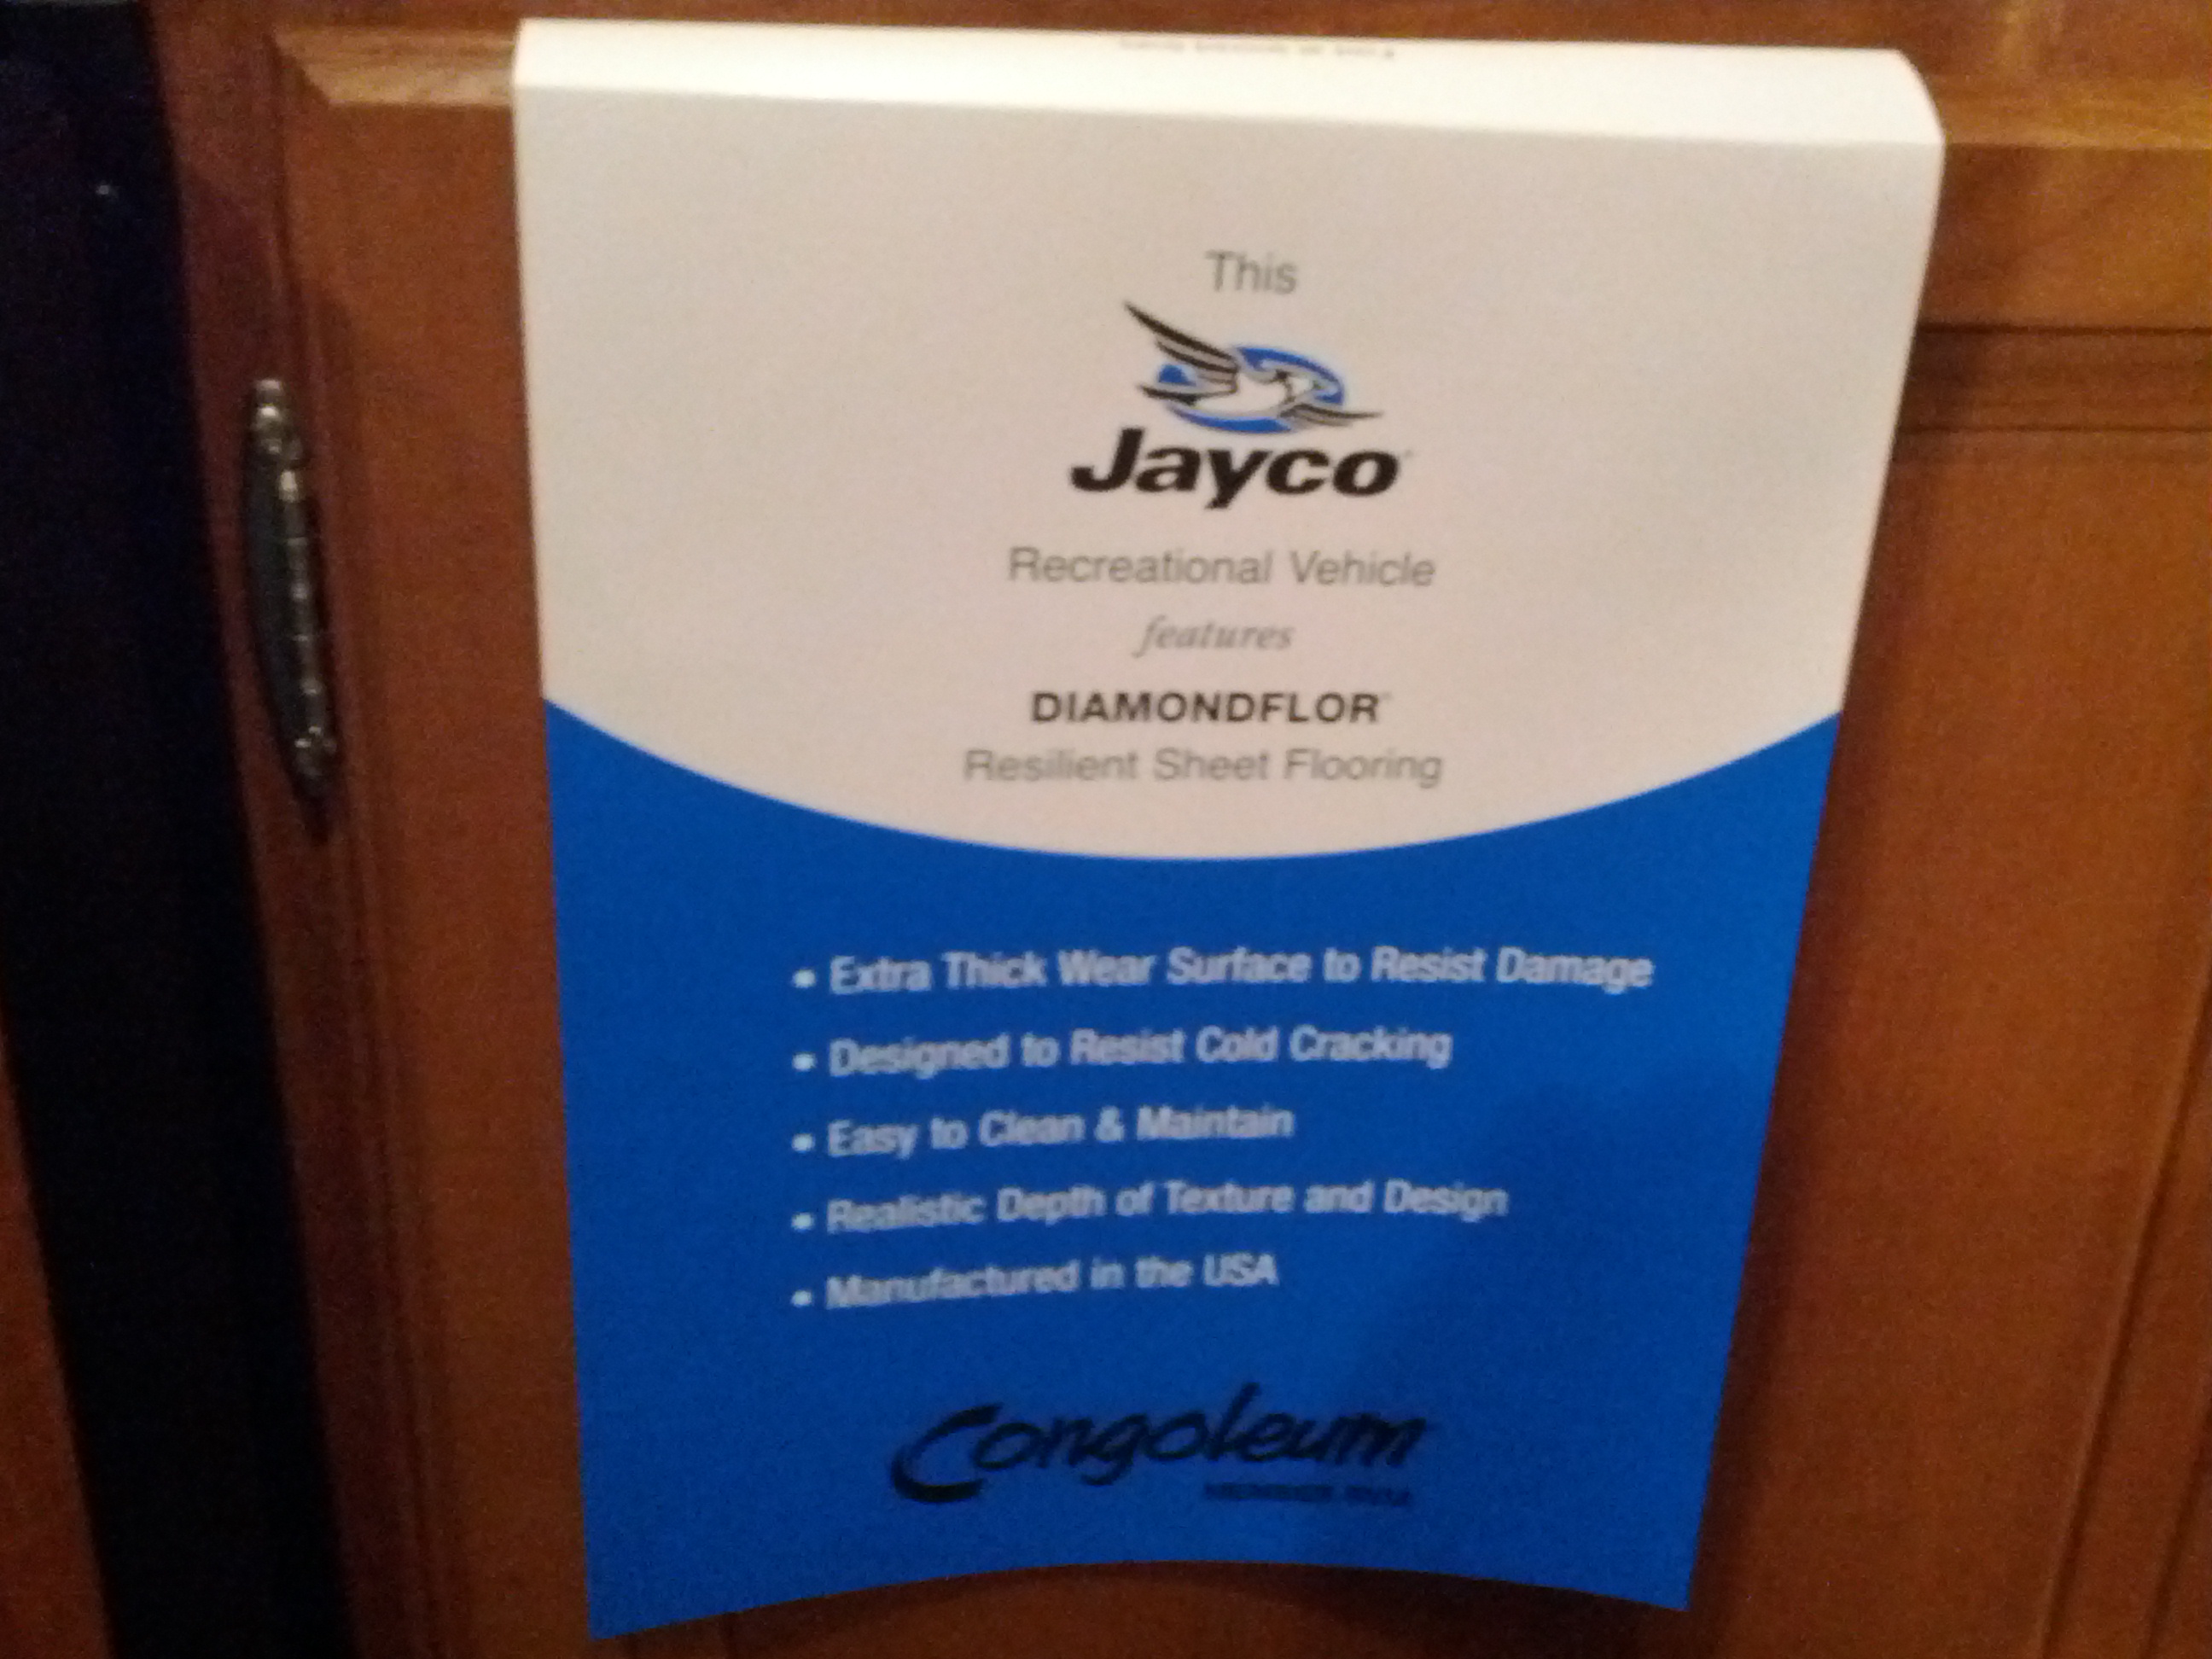 This
Jayco
Recreational Vehicle
features
DIAMONDFLOR
Resilient Sheet Flooring
• Extra Thick Wear Surface to Resist Damage
• Designed to Resist Cold Cracking
• Easy to Clean & Maintain
• Realistic Depth of Texture and Design
• Manufactured in the USA
Congoleum